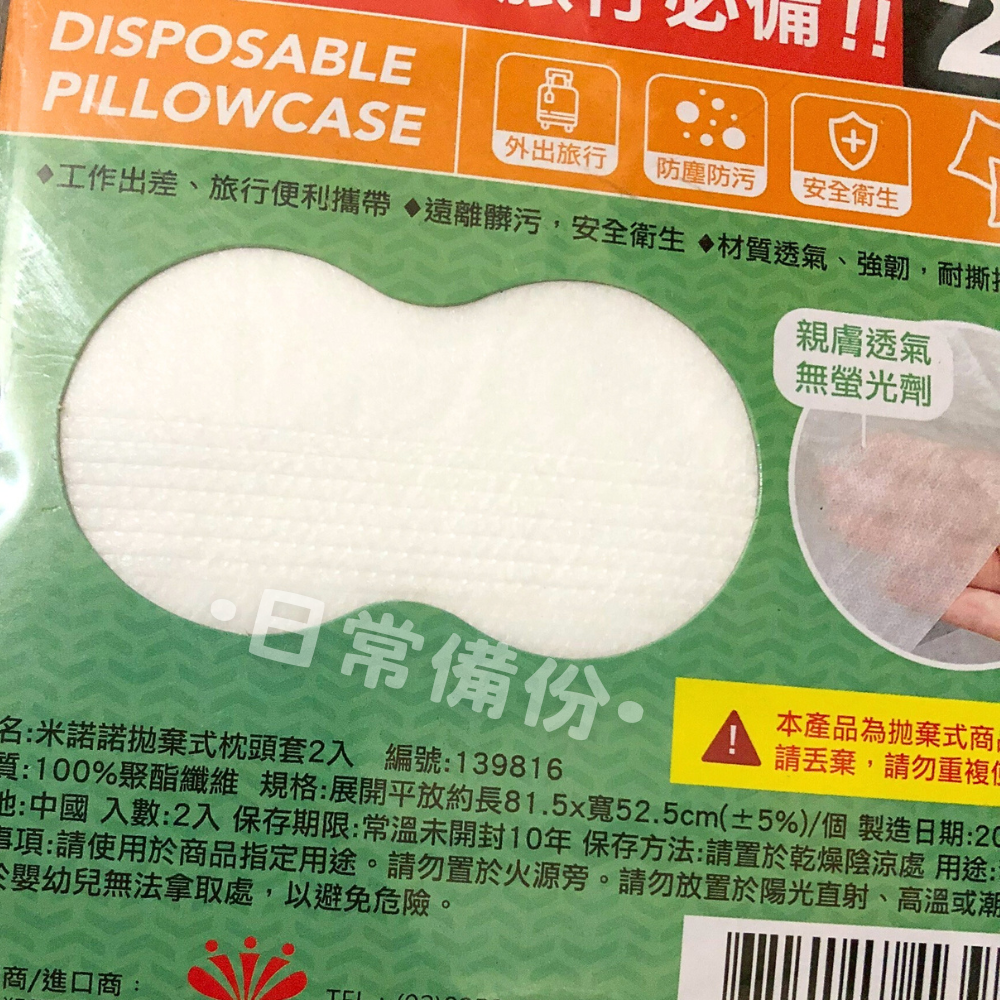 旅行必備!!
2
DISPOSABLE
PILLOWCASE
外出旅行
防塵防污
安全衛生
◆工作出差、旅行便利攜帶 ◆遠離髒污,安全衛生 ◆材質透氣、強韌,耐撕
親膚透氣
無螢光劑
•日常備份•
本產品為拋棄式商品
請丟棄,請勿重複使
名:米諾諾拋棄式枕頭套2入 編號:139816
質:100%聚酯纖維 規格:展開平放約長81.5x寬52.5cm(±5%)/個 製造日期:20
地:中國 入數:2入 保存期限:常溫未開封10年 保存方法:請置於乾燥陰涼處 用途:
事項:請使用於商品指定用途。請勿置於火源旁。請勿放置於陽光直射、高溫或潮
於嬰幼兒無法拿取處,以避免危險。
商/進口商: